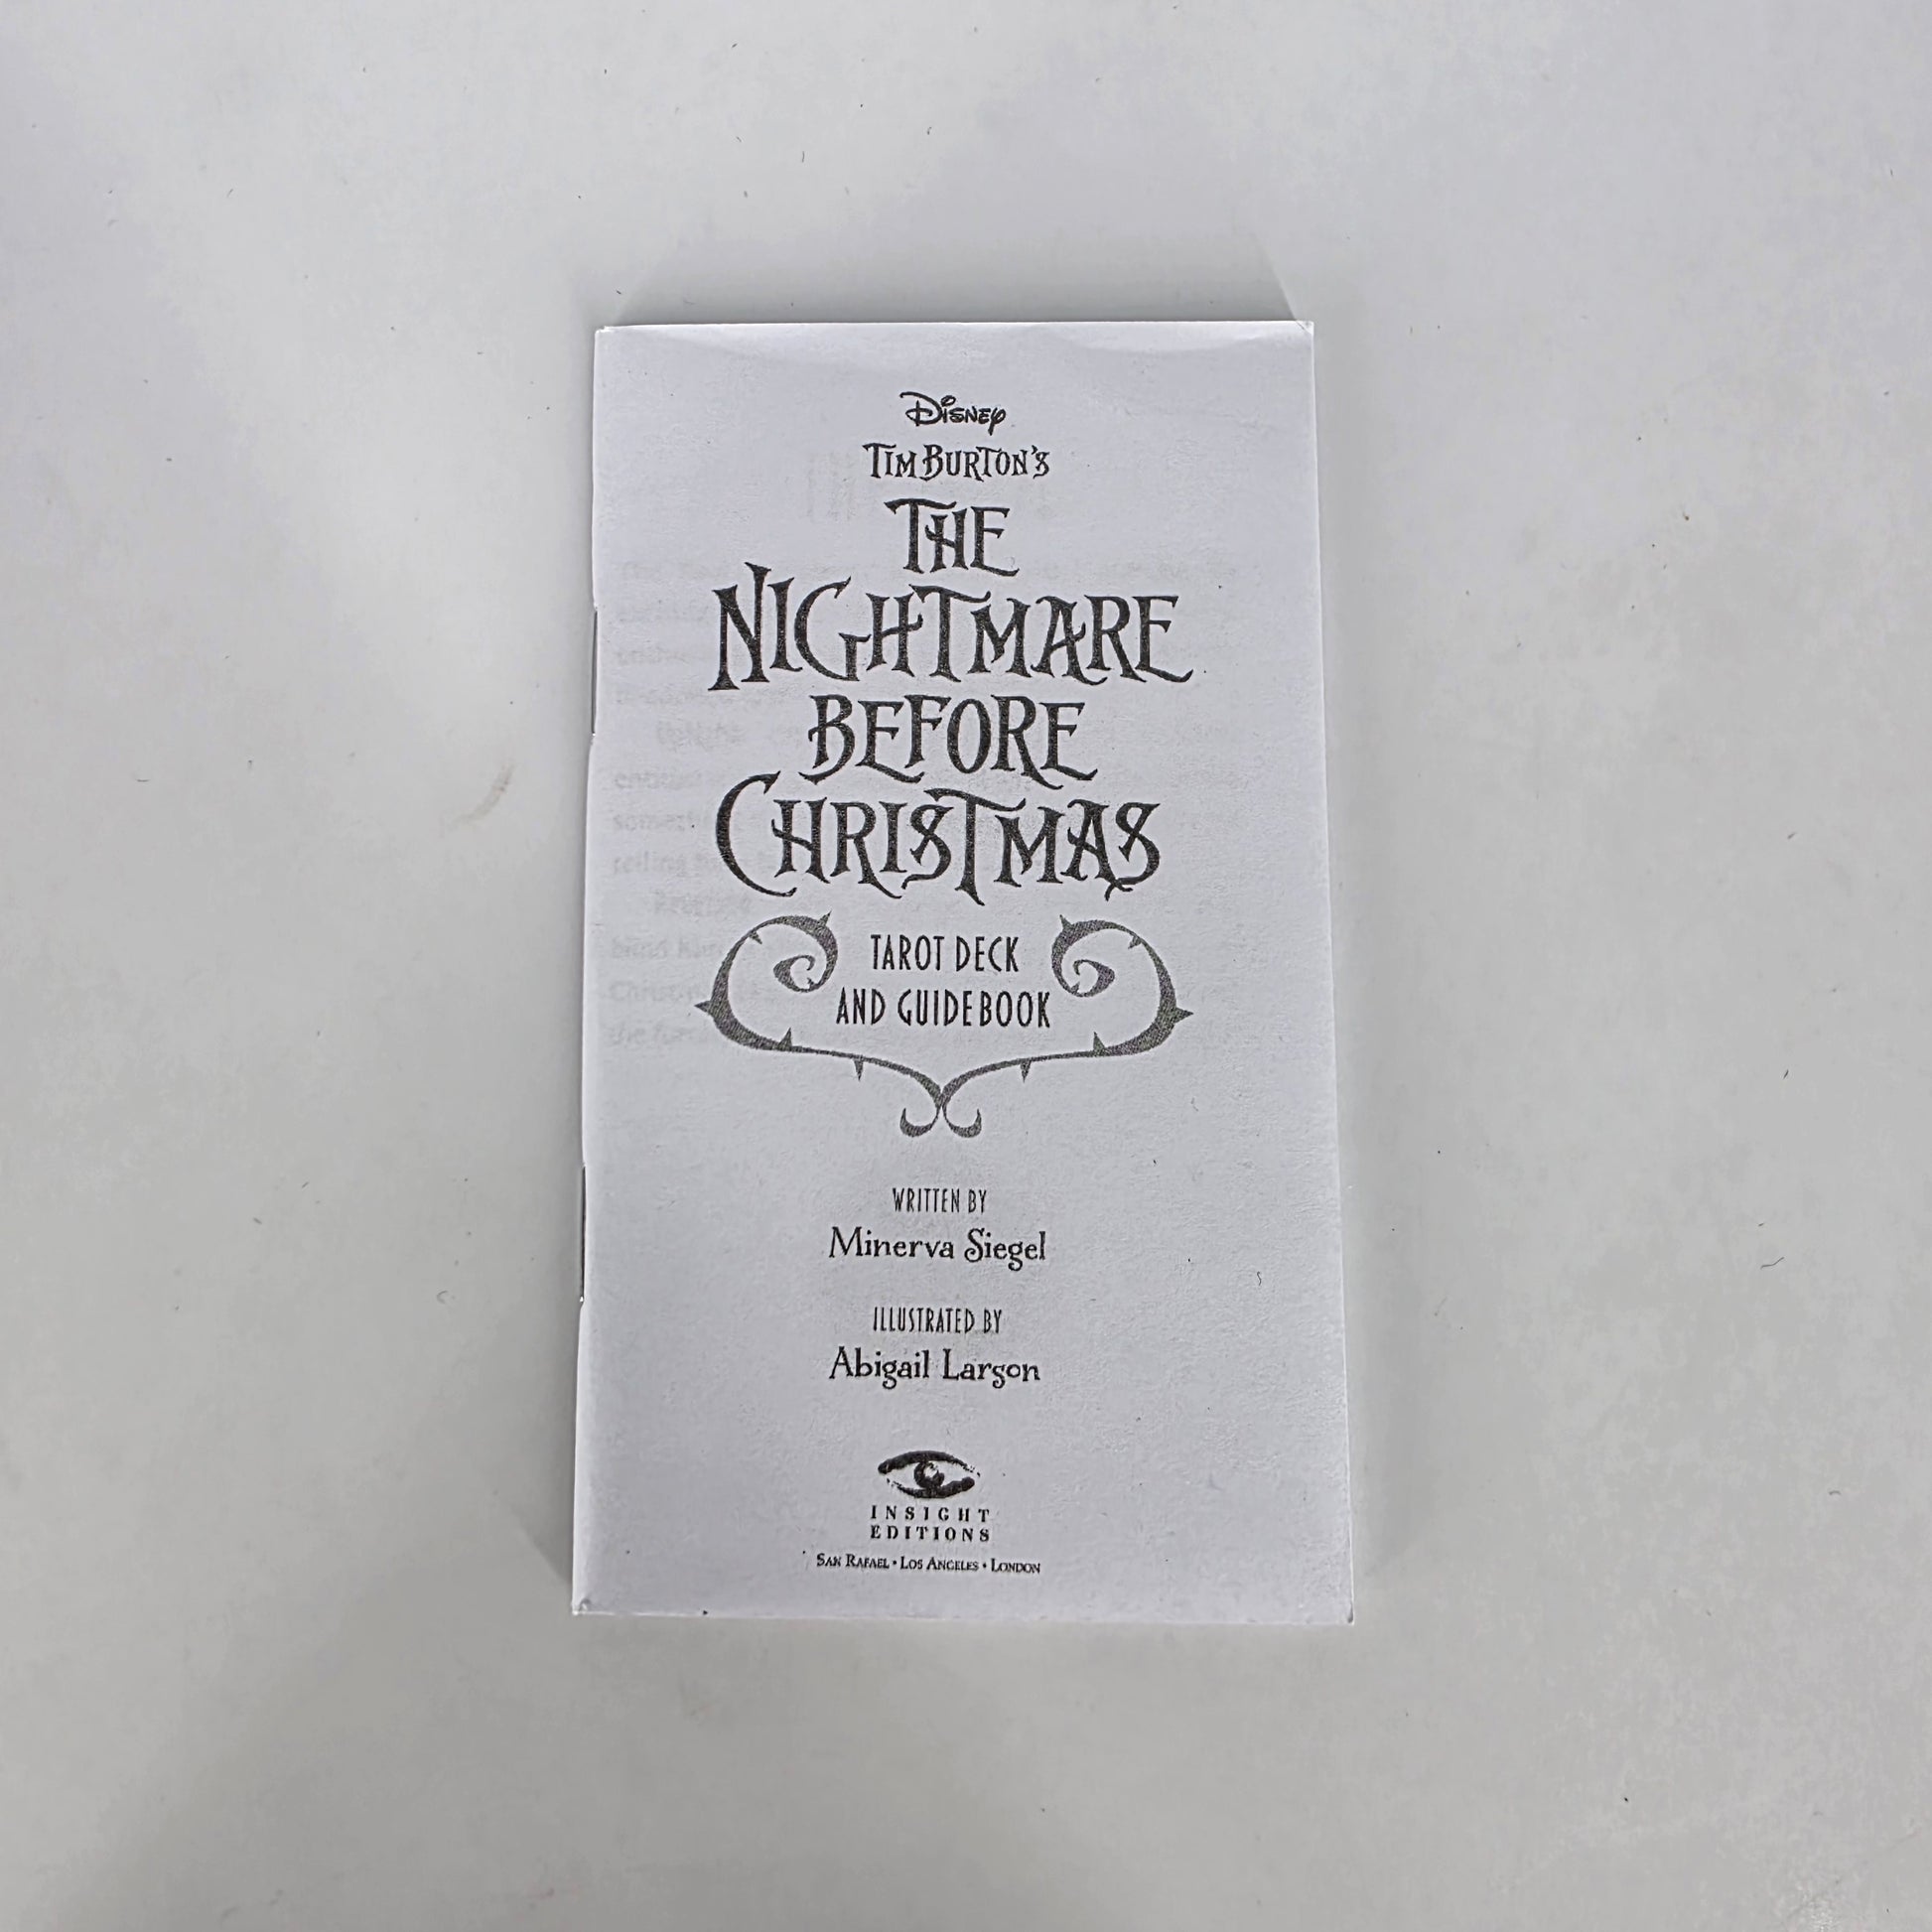 Disney
Tim Burton's
The
Nightmare
Before
Christmas
TAROT DECK
AND GUIDEBOOK
WRITTEN BY
Minerva Siegel
ILLUSTRATED BY
Abigail Larson
INSIGHT
EDITIONS
San Rafael • Los Angeles • London